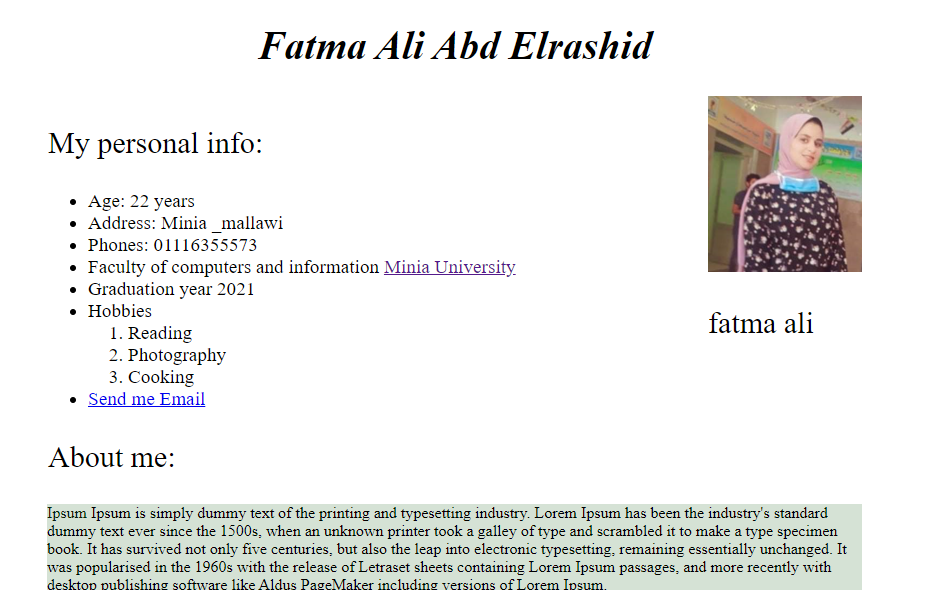 Fatma Ali Abd Elrashid
My personal info:
Age: 22 years
Address: Minia _mallawi
Phones: 01116355573
Faculty of computers and information Minia University
Graduation year 2021
Hobbies
1. Reading
2. Photography
3. Cooking
Send me Email
fatma ali
About me:
Ipsum Ipsum is simply dummy text of the printing and typesetting industry. Lorem Ipsum has been the industry's standard
dummy text ever since the 1500s, when an unknown printer took a galley of type and scrambled it to make a type specimen
book. It has survived not only five centuries, but also the leap into electronic typesetting, remaining essentially unchanged. It
was popularised in the 1960s with the release of Letraset sheets containing Lorem Ipsum passages, and more recently with
desktop publishing software like Aldus PageMaker including versions of Lorem Ipsum.